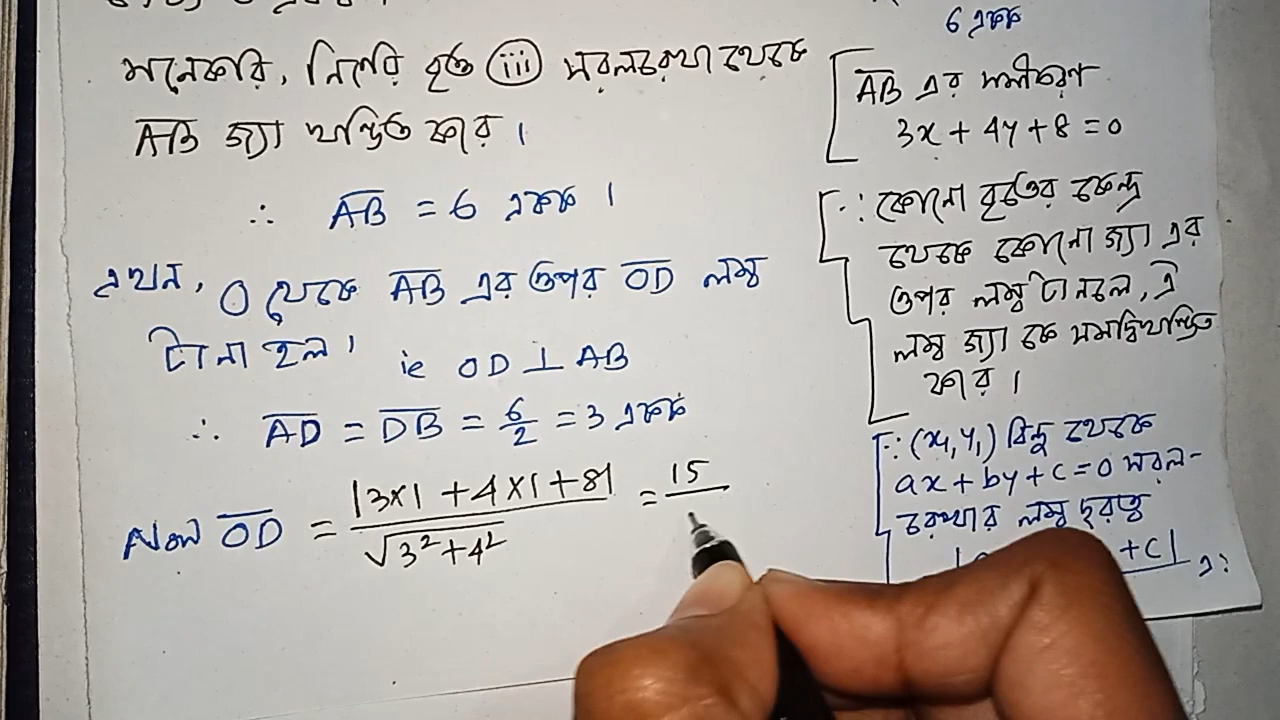 মনেকরি, নির্ণেয় বৃত্ত (iii) সরলরেখা থেকে
AB জ্যা খন্ডিত করে।
∴ AB = 6 একক।
এখন, O থেকে AB এর ওপর OD লম্ব
টানা হল। ie OD ⊥ AB
∴ AD = DB = 6/2 = 3 একক
Now OD = |3×1 + 4×1 + 8| / √3²+4² = 15
6 একক
AB এর সমীকরণ
3x + 4y + 8 = 0
∵ কোনো বৃত্তের কেন্দ্র
থেকে কোনো জ্যা এর
ওপর লম্ব টানলে, ঐ
লম্ব জ্যা কে সমদ্বিখন্ডিত
করে।
∵ (x₁, y₁) বিন্দু থেকে
ax + by + c = 0 সরল-
রেখার লম্ব দূরত্ব
+c|